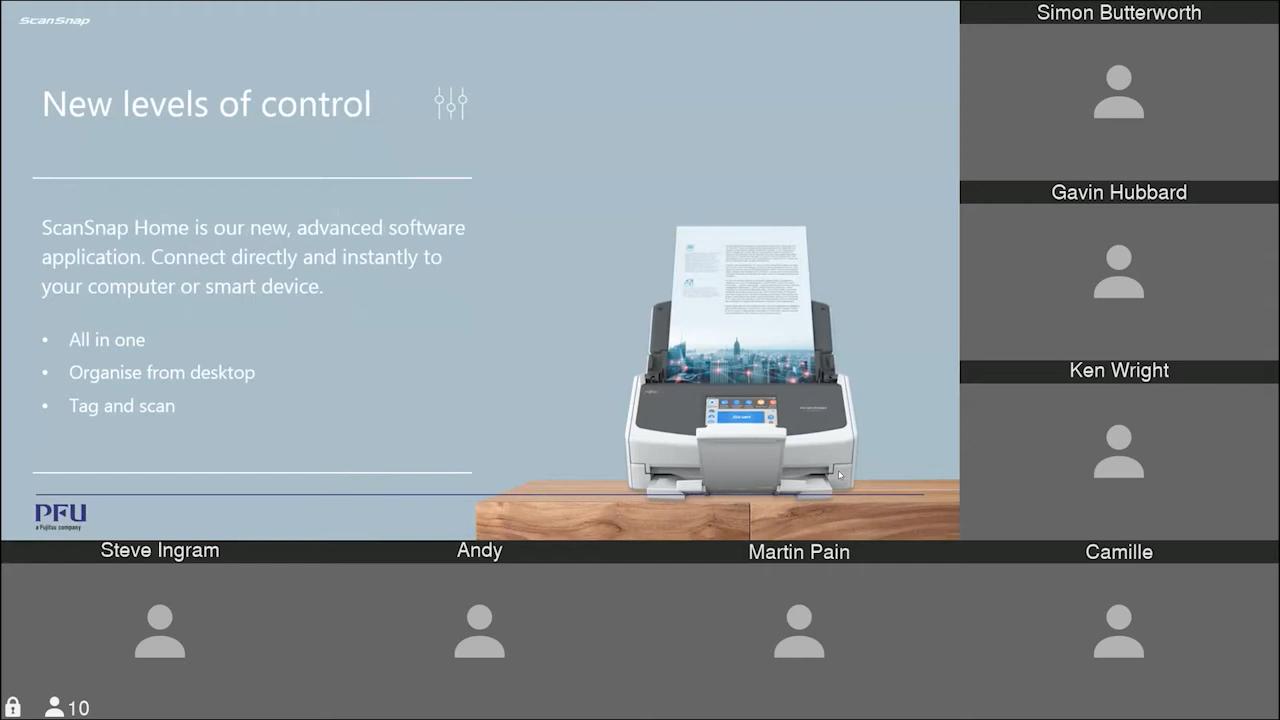 ScanSnap
Simon Butterworth
New levels of control
Gavin Hubbard
ScanSnap Home is our new, advanced software
application. Connect directly and instantly to
your computer or smart device.
• All in one
• Organise from desktop
• Tag and scan
Ken Wright
PFU
a Fujitsu company
Steve Ingram
Andy
Martin Pain
Camille
10